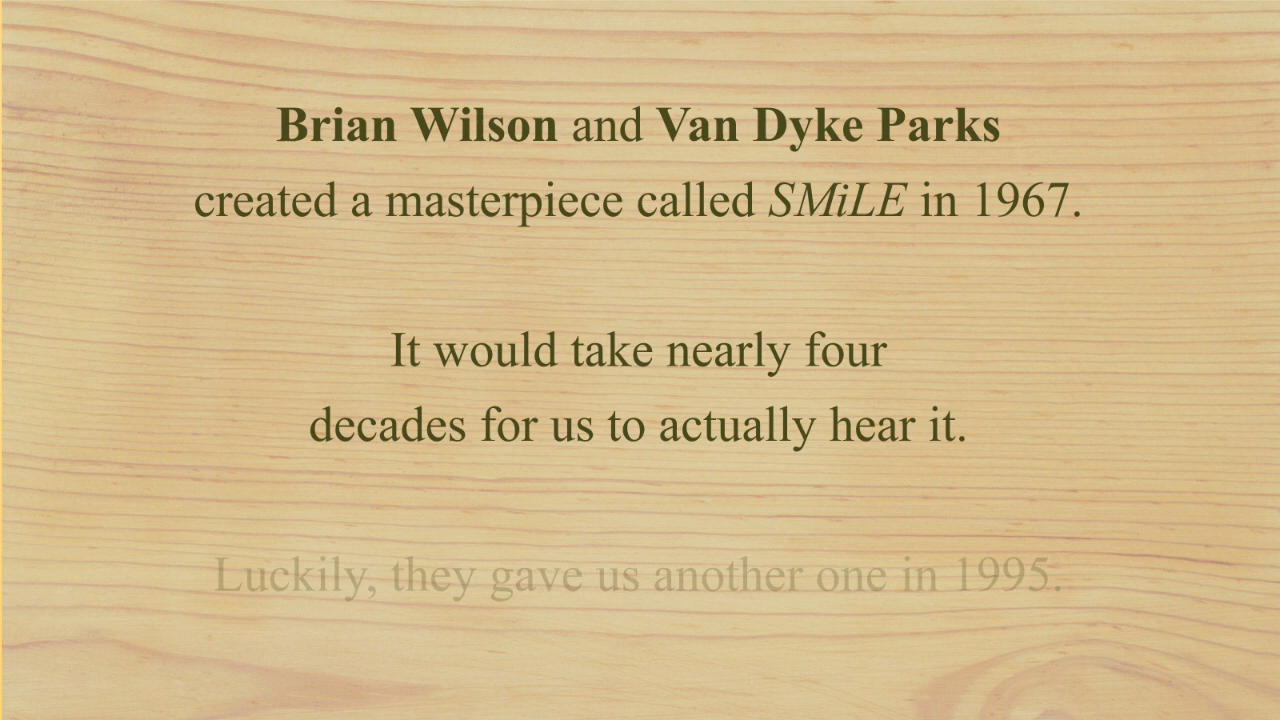 Brian Wilson and Van Dyke Parks
created a masterpiece called SMiLE in 1967.
It would take nearly four
decades for us to actually hear it.
Luckily, they gave us another one in 1995.